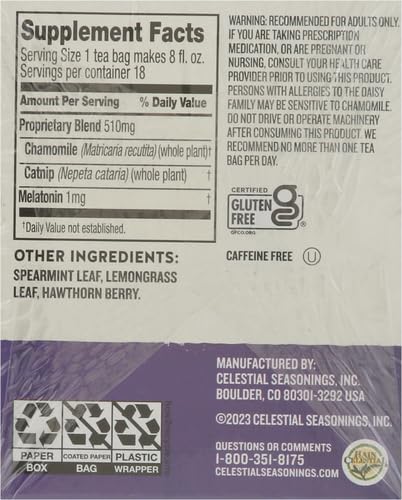 Supplement Facts
Serving Size 1 tea bag makes 8 fl. oz.
Servings per container 18
Amount Per Serving % Daily Value
Proprietary Blend 510mg
Chamomile (Matricaria recutita) (whole plant)†
Catnip (Nepeta cataria) (whole plant) †
Melatonin 1mg †
†Daily Value not established.
OTHER INGREDIENTS:
SPEARMINT LEAF, LEMONGRASS
LEAF, HAWTHORN BERRY.
WARNING: RECOMMENDED FOR ADULTS ONLY.
IF YOU ARE TAKING PRESCRIPTION
MEDICATION, OR ARE PREGNANT OR
NURSING, CONSULT YOUR HEALTH CARE
PROVIDER PRIOR TO USING THIS PRODUCT.
PERSONS WITH ALLERGIES TO THE DAISY
FAMILY MAY BE SENSITIVE TO CHAMOMILE.
DO NOT DRIVE OR OPERATE MACHINERY
AFTER CONSUMING THIS PRODUCT. WE
RECOMMEND NO MORE THAN ONE TEA
BAG PER DAY.
CERTIFIED
GLUTEN
FREE ®
GFCO.ORG
CAFFEINE FREE U
MANUFACTURED BY:
CELESTIAL SEASONINGS, INC.
BOULDER, CO 80301-3292 USA
©2023 CELESTIAL SEASONINGS, INC.
QUESTIONS OR COMMENTS
1-800-351-8175
CELESTIALSEASONINGS.COM
HAIN
CELESTIAL
PAPER COATED PAPER PLASTIC
BOX BAG WRAPPER